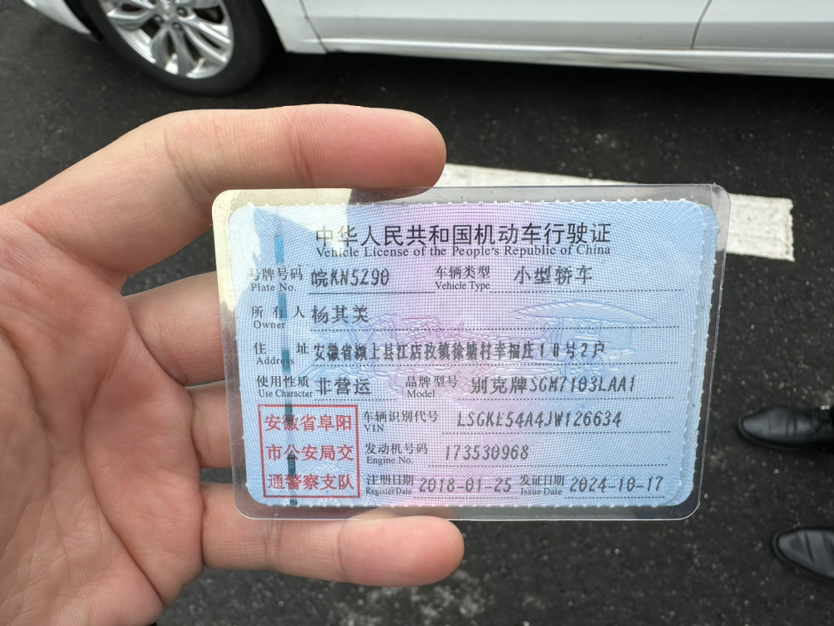 中华人民共和国机动车行驶证
Vehicle License of the People's Republic of China
号牌号码 皖KN5290 车辆类型 小型轿车
Plate No. Vehicle Type
所有人 杨其美
Owner
住址 安徽省颍上县江店孜镇徐塘村幸福庄10号2户
Address
使用性质 非营运 品牌型号 别克牌SGM7103LAA1
Use Character Model
安徽省阜阳
市公安局交
通警察支队
车辆识别代号 LSGKE54A4JW126634
VIN
发动机号码 173530968
Engine No.
注册日期 2018-01-25 发证日期 2024-10-17
Register Date Issue Date